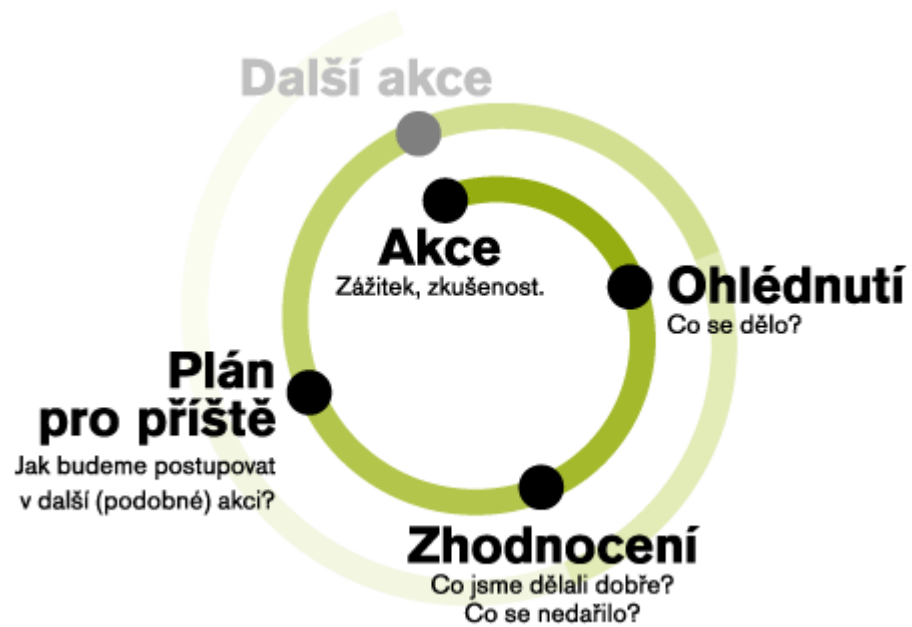 Další akce
Akce
Zážitek, zkušenost.
Ohlédnutí
Co se dělo?
Zhodnocení
Co jsme dělali dobře?
Co se nedařilo?
Plán
pro příště
Jak budeme postupovat
v další (podobné) akci?